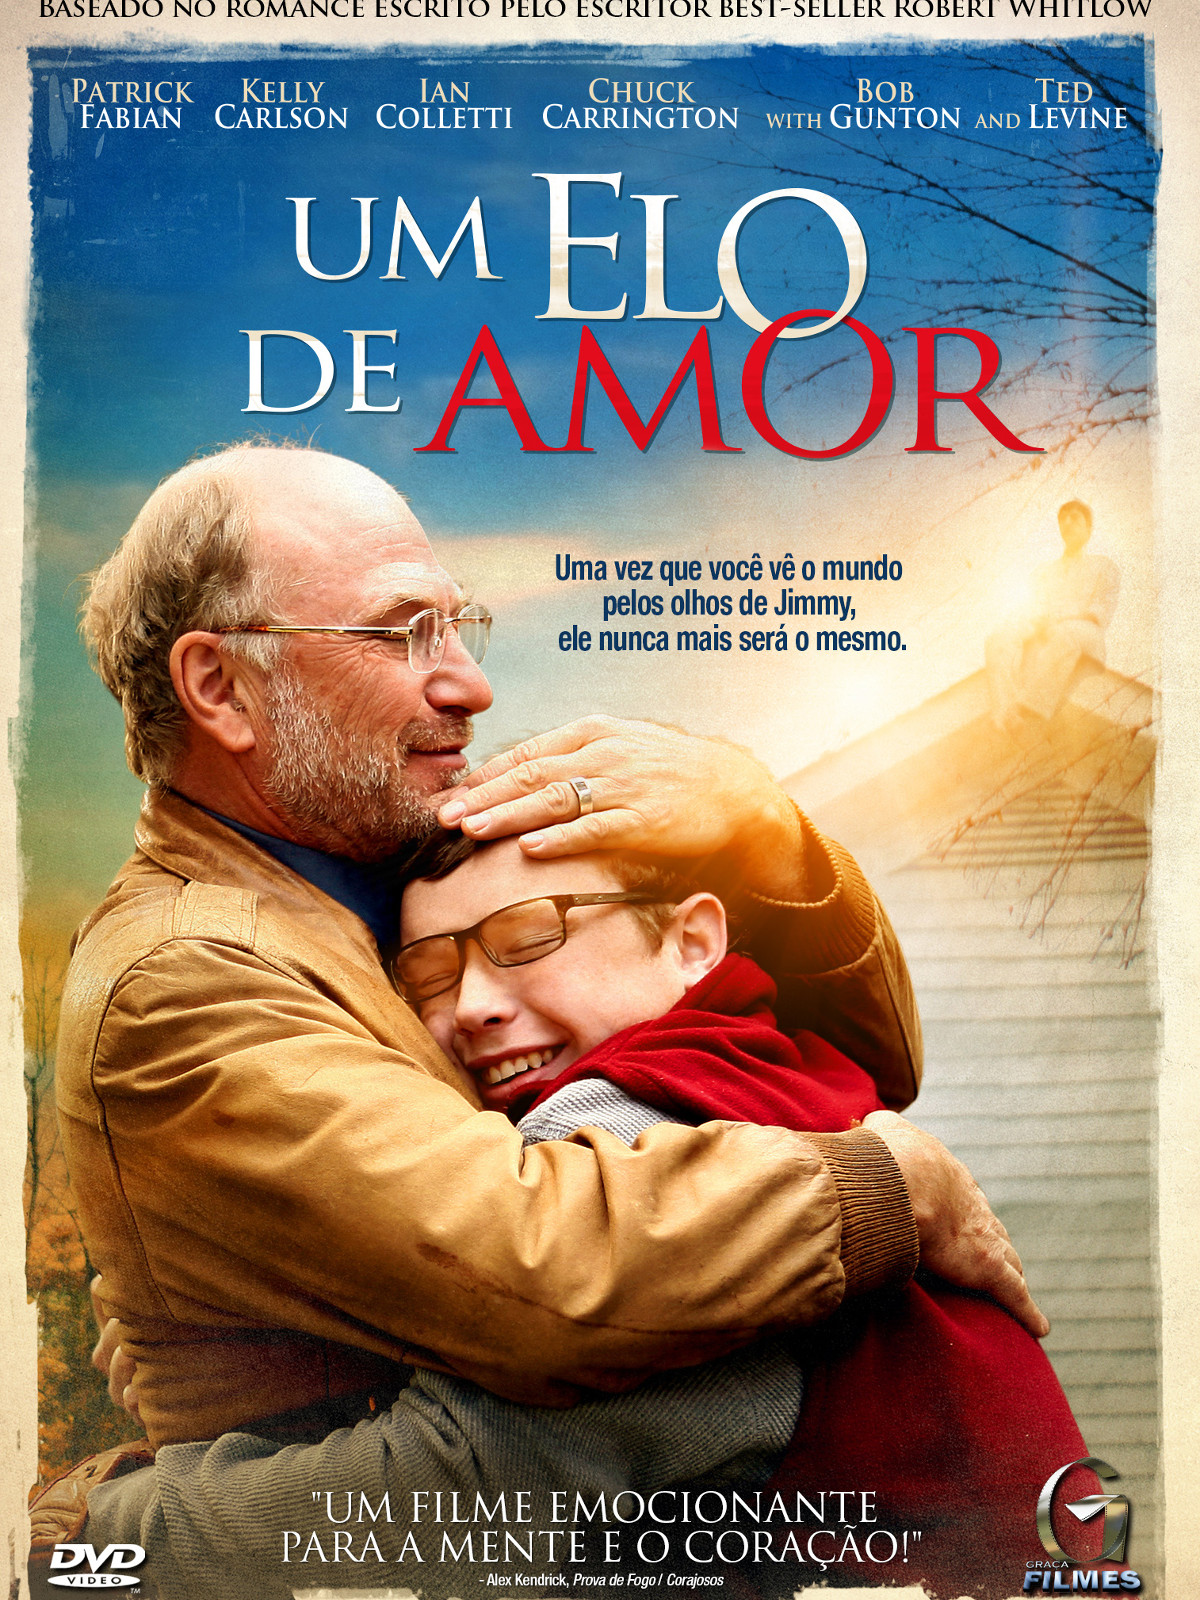 BASEADO NO ROMANCE ESCRITO PELO ESCRITOR BEST-SELLER ROBERT WHITLOW
PATRICK FABIAN KELLY CARLSON IAN COLLETTI CHUCK CARRINGTON WITH BOB GUNTON AND TED LEVINE
UM ELO
DE AMOR
Uma vez que você vê o mundo
pelos olhos de Jimmy,
ele nunca mais será o mesmo.
"UM FILME EMOCIONANTE
PARA A MENTE E O CORAÇÃO!"
- Alex Kendrick, Prova de Fogo / Corajosos
DVD
VIDEO
TM
G
GRAÇA
FILMES